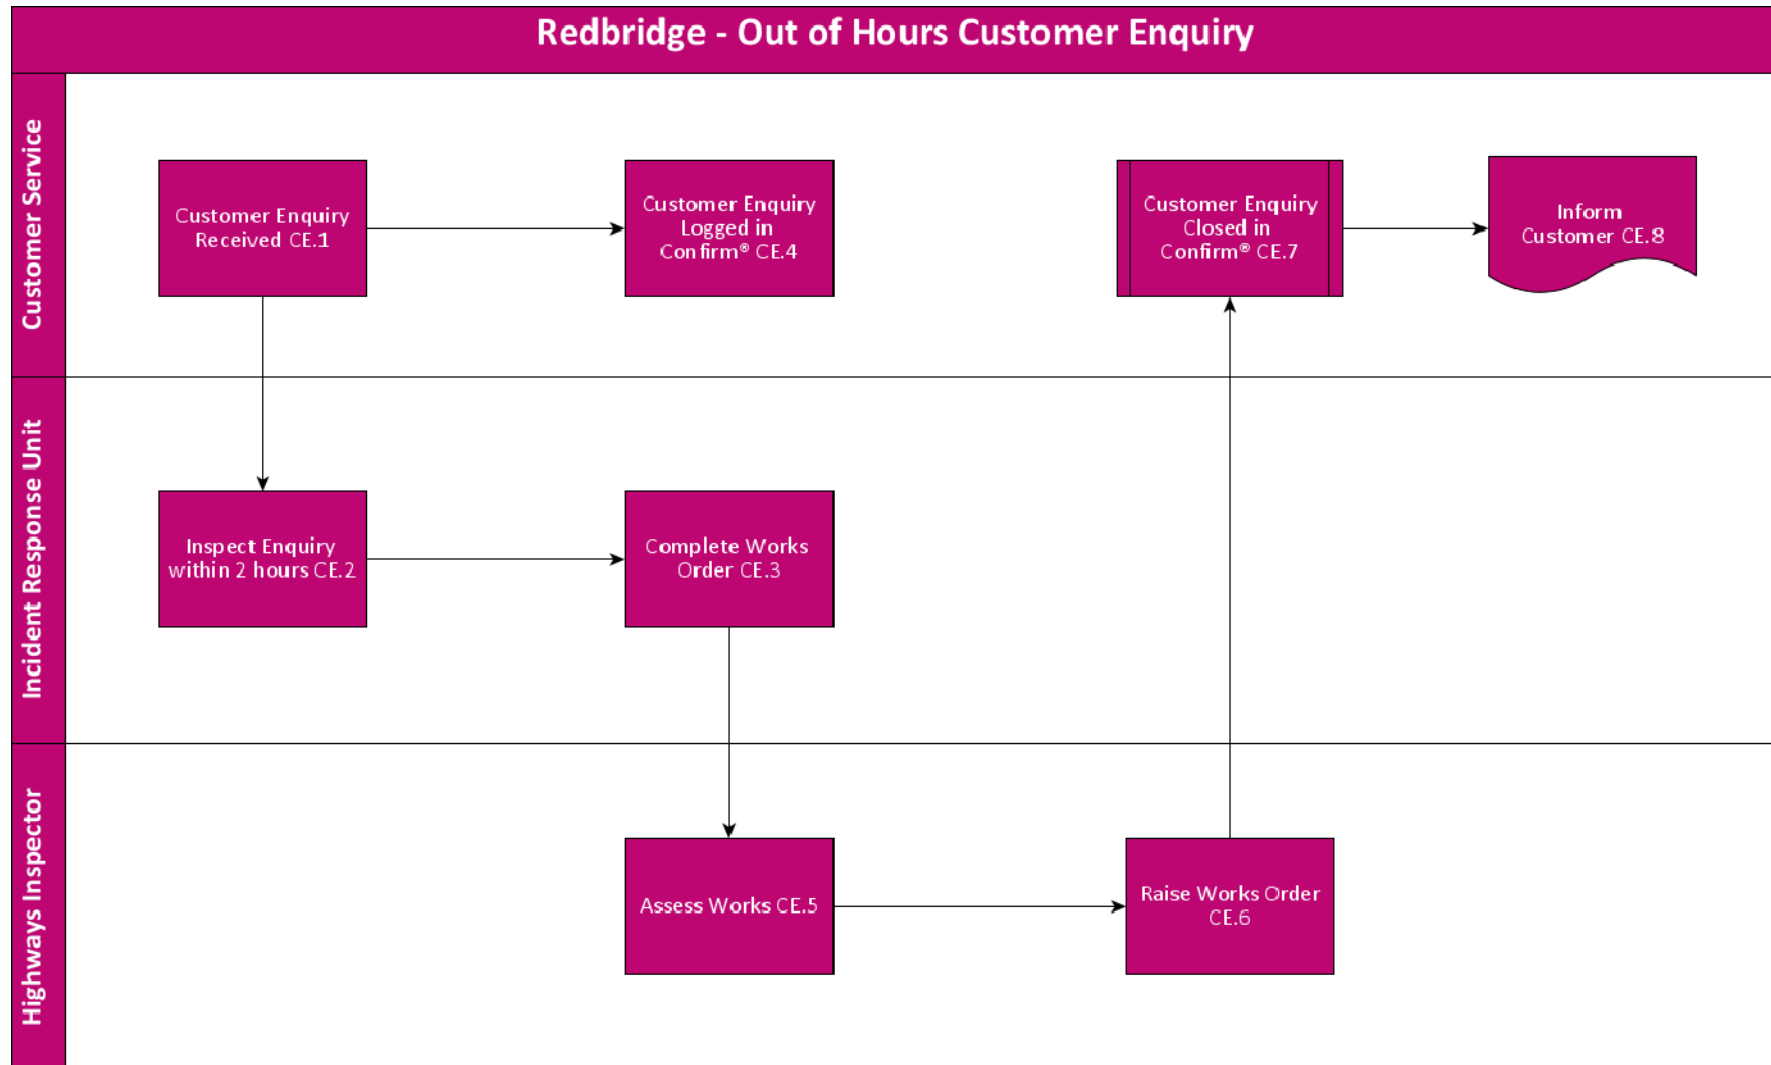 Redbridge - Out of Hours Customer Enquiry
Customer Service
Customer Enquiry
Received CE.1
Customer Enquiry
Logged in
Confirm® CE.4
Customer Enquiry
Closed in
Confirm® CE.7
Inform
Customer CE.8
Incident Response Unit
Inspect Enquiry
within 2 hours CE.2
Complete Works
Order CE.3
Highways Inspector
Assess Works CE.5
Raise Works Order
CE.6